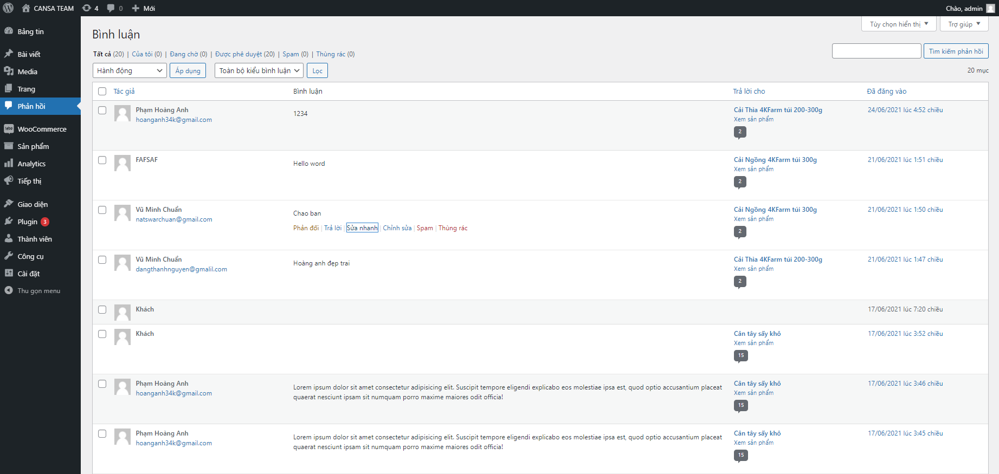 CANSA TEAM 4 0 Mới Chào, admin
Bảng tin
Bài viết
Media
Trang
Phản hồi
WooCommerce
Sản phẩm
Analytics
Tiếp thị
Giao diện
Plugin 3
Thành viên
Công cụ
Cài đặt
Thu gọn menu
Tùy chọn hiển thị Trợ giúp
Bình luận
Tất cả (20) | Của tôi (0) | Đang chờ (0) | Được phê duyệt (20) | Spam (0) | Thùng rác (0)
Tìm kiếm phản hồi
Hành động Áp dụng Toàn bộ kiểu bình luận Lọc 20 mục
Tác giả Bình luận Trả lời cho Đã đăng vào
Phạm Hoàng Anh
hoanganh34k@gmail.com
1234
Cải Thìa 4KFarm túi 200-300g
Xem sản phẩm
2
24/06/2021 lúc 4:52 chiều
FAFSAF
Hello word
Cải Ngồng 4KFarm túi 300g
Xem sản phẩm
2
21/06/2021 lúc 1:51 chiều
Vũ Minh Chuẩn
natswarchuan@gmail.com
Chao ban
Phản đối | Trả lời | Sửa nhanh | Chỉnh sửa | Spam | Thùng rác
Cải Ngồng 4KFarm túi 300g
Xem sản phẩm
2
21/06/2021 lúc 1:50 chiều
Vũ Minh Chuẩn
dangthanhnguyen@gmalil.com
Hoàng anh đẹp trai
Cải Thìa 4KFarm túi 200-300g
Xem sản phẩm
2
21/06/2021 lúc 1:47 chiều
Khách
17/06/2021 lúc 7:20 chiều
Khách
Cần tây sấy khô
Xem sản phẩm
15
17/06/2021 lúc 3:52 chiều
Phạm Hoàng Anh
hoanganh34k@gmail.com
Lorem ipsum dolor sit amet consectetur adipisicing elit. Suscipit tempore eligendi explicabo eos molestiae ipsa est, quod optio accusantium placeat
quaerat nesciunt ipsam sit numquam porro maxime maiores odit officia!
Cần tây sấy khô
Xem sản phẩm
15
17/06/2021 lúc 3:46 chiều
Phạm Hoàng Anh
hoanganh34k@gmail.com
Lorem ipsum dolor sit amet consectetur adipisicing elit. Suscipit tempore eligendi explicabo eos molestiae ipsa est, quod optio accusantium placeat
quaerat nesciunt ipsam sit numquam porro maxime maiores odit officia!
Cần tây sấy khô
Xem sản phẩm
15
17/06/2021 lúc 3:45 chiều